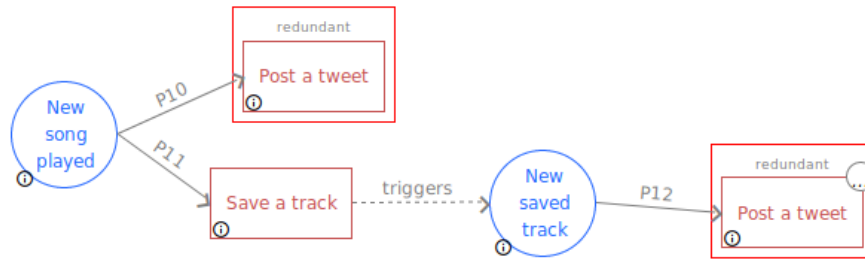 redundant
Post a tweet
P10
New
song
played
P11
Save a track
triggers
New
saved
track
P12
redundant
...
Post a tweet